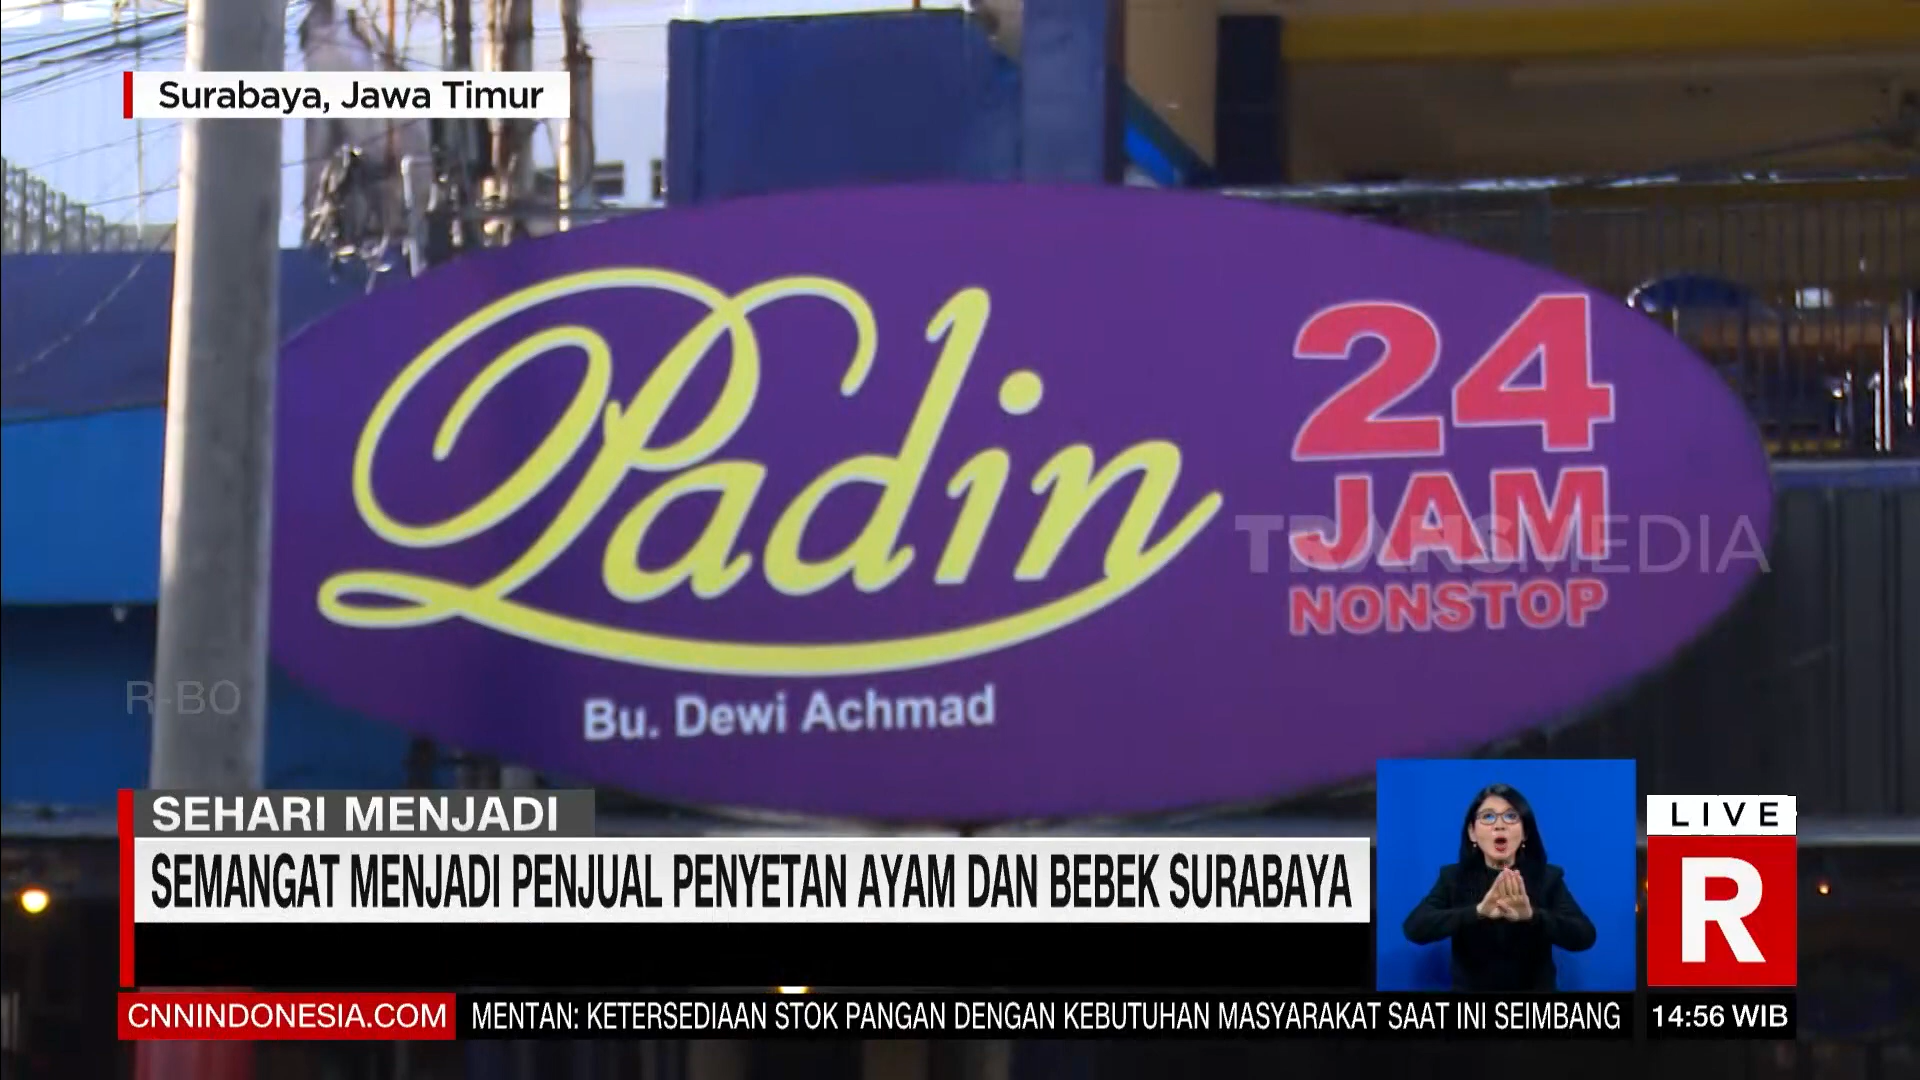 Surabaya, Jawa Timur
Padin
24
JAM
NONSTOP
TRANSMEDIA
Bu. Dewi Achmad
R-BO
SEHARI MENJADI
SEMANGAT MENJADI PENJUAL PENYETAN AYAM DAN BEBEK SURABAYA
LIVE
R
CNNINDONESIA.COM
MENTAN: KETERSEDIAAN STOK PANGAN DENGAN KEBUTUHAN MASYARAKAT SAAT INI SEIMBANG
14:56 WIB